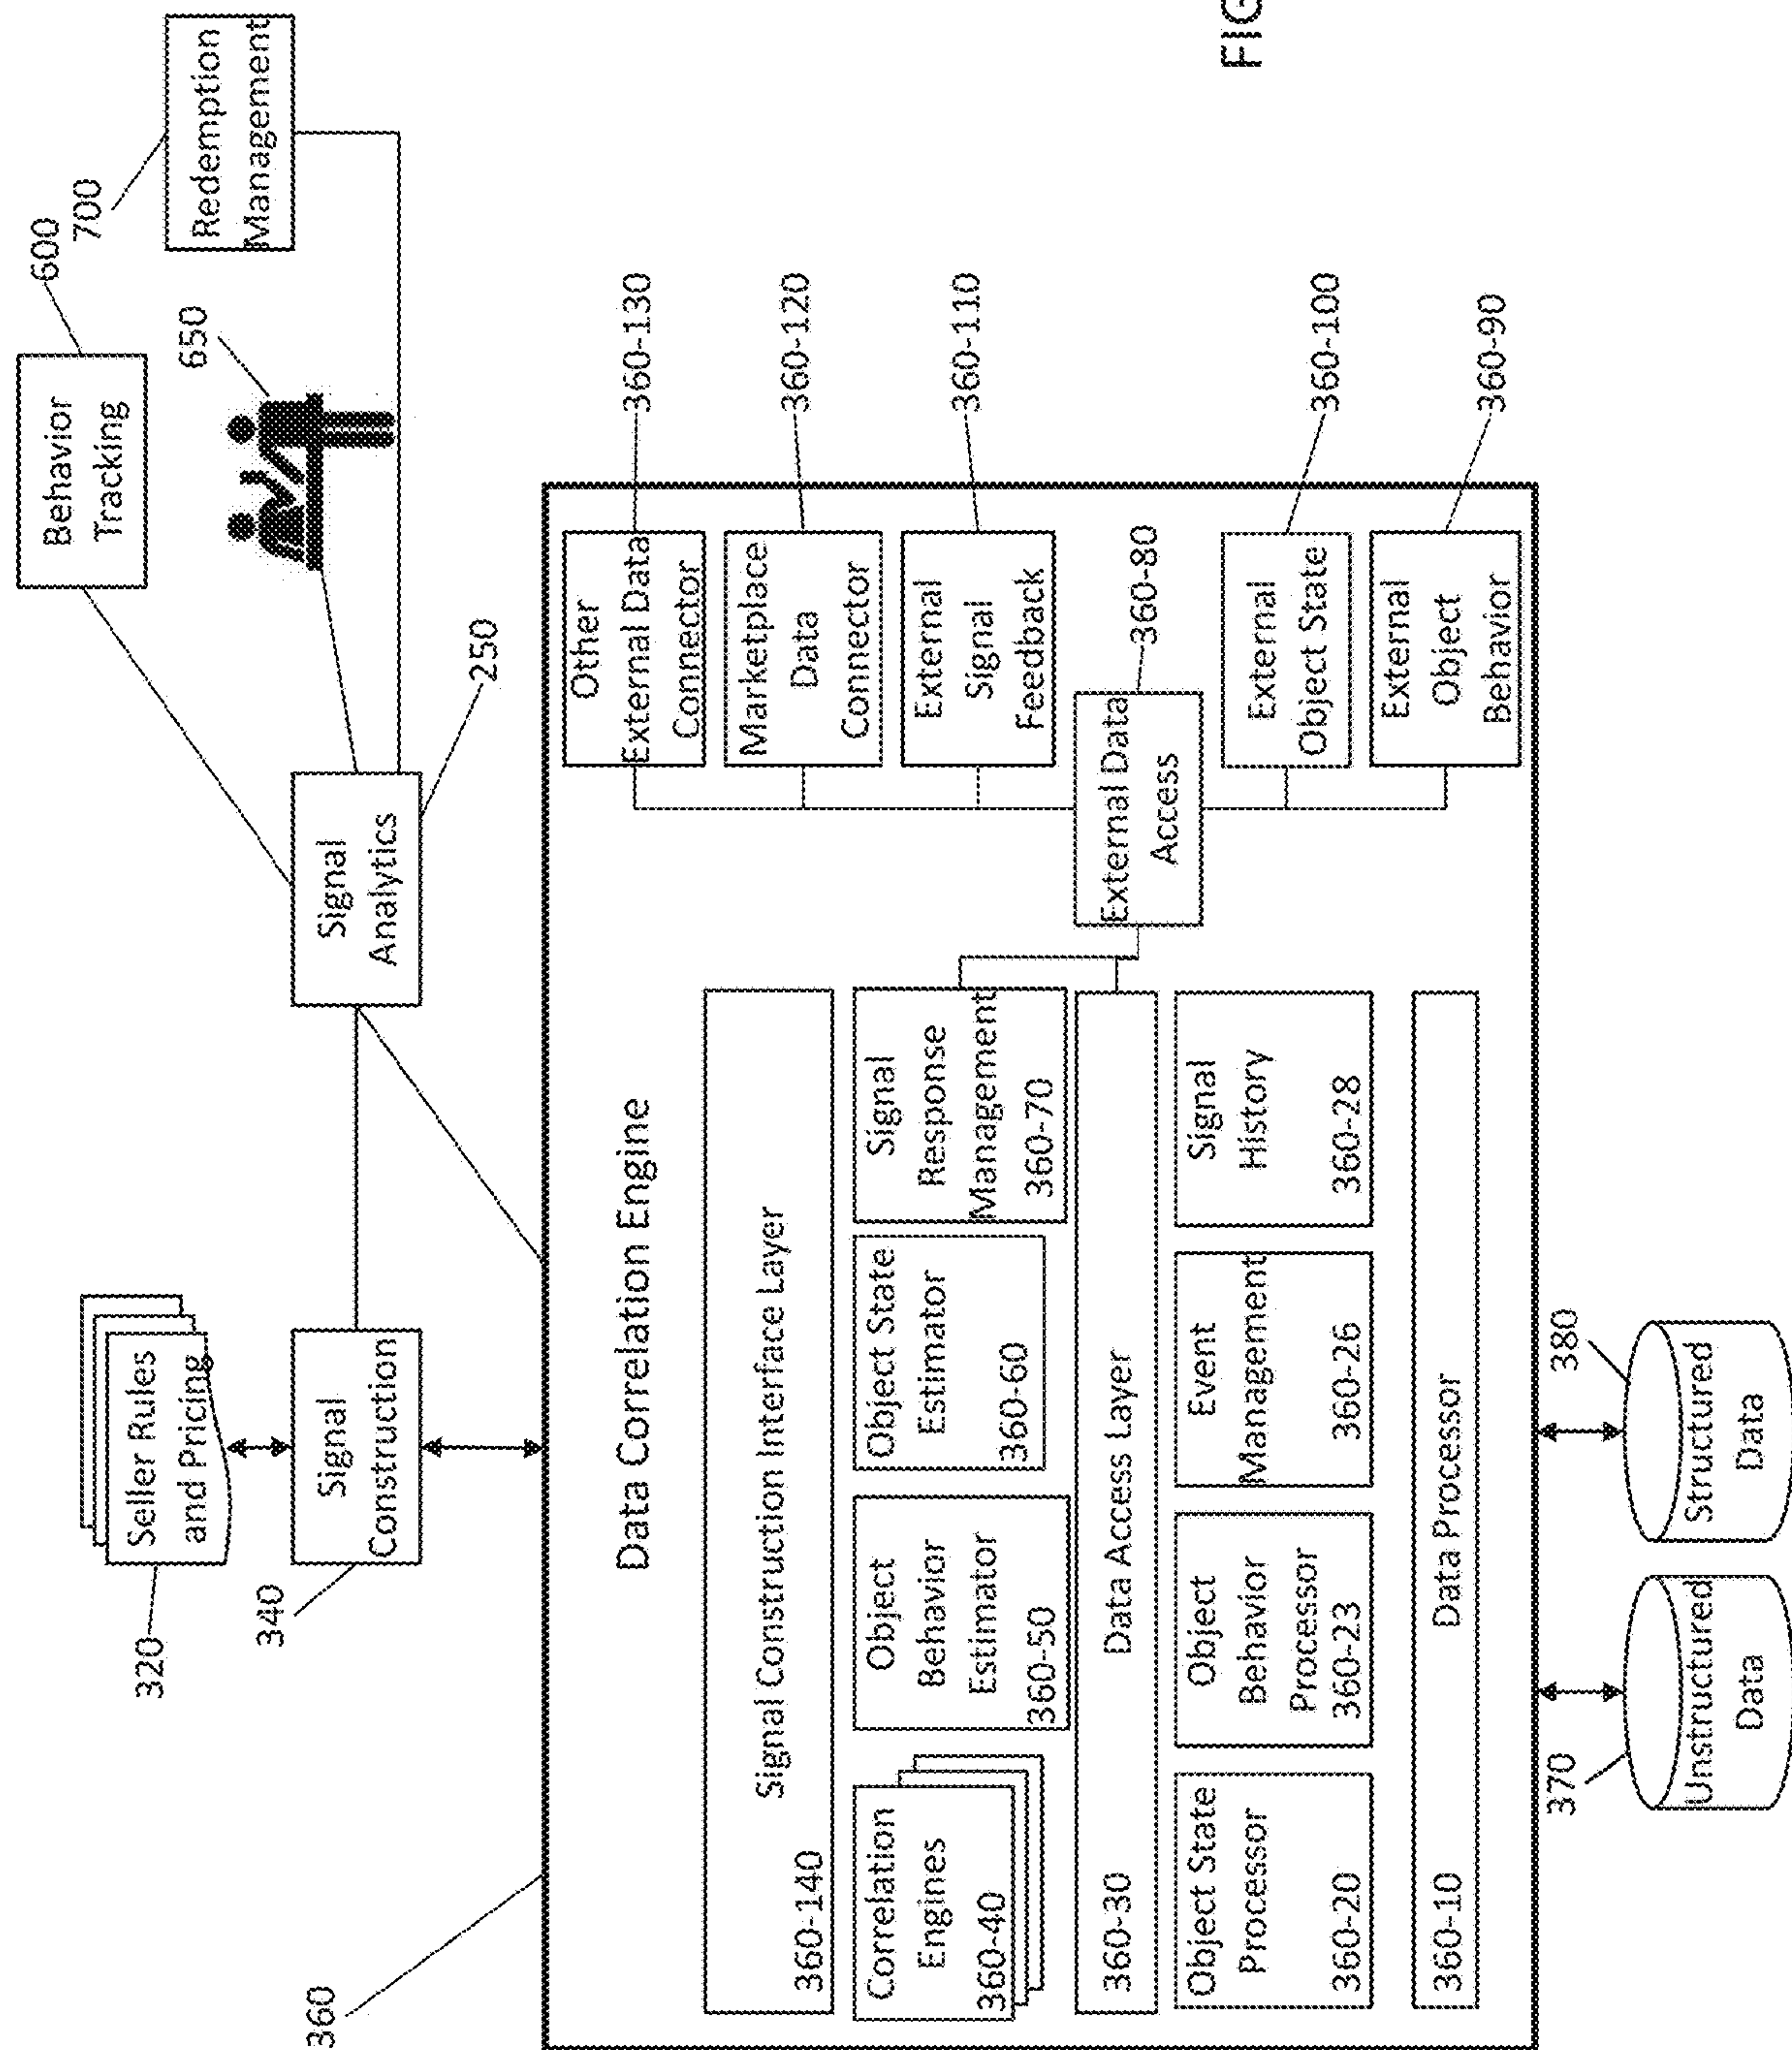 600
700
Behavior
Tracking
Redemption
Management
650
320
Seller Rules
and Pricing
340
Signal
Construction
Signal
Analytics
250
360
Data Correlation Engine
Signal Construction Interface Layer
360-140
Correlation
Engines
360-40
Object
Behavior
Estimator
360-50
Object State
Estimator
360-60
Signal
Response
Management
360-70
Data Access Layer
360-30
Object State
Processor
360-20
Object
Behavior
Processor
360-23
Event
Management
360-26
Signal
History
360-28
Data Processor
360-10
Other
External Data
Connector
360-130
Marketplace
Data
Connector
360-120
External
Signal
Feedback
360-110
External Data
Access
360-80
External
Object State
360-100
External
Object
Behavior
360-90
370
Unstructured
Data
380
Structured
Data
FIG